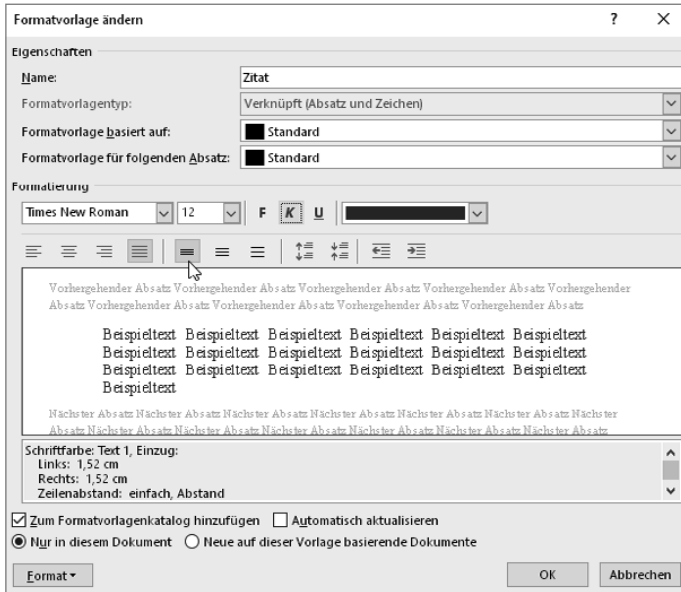 Formatvorlage ändern ? X
Eigenschaften
Name: Zitat
Formatvorlagentyp: Verknüpft (Absatz und Zeichen)
Formatvorlage basiert auf: Standard
Formatvorlage für folgenden Absatz: Standard
Formatierung
Times New Roman 12 F K U
Vorhergehender Absatz Vorhergehender Absatz Vorhergehender Absatz Vorhergehender Absatz Vorhergehender
Absatz Vorhergehender Absatz Vorhergehender Absatz Vorhergehender Absatz Vorhergehender Absatz
Beispieltext Beispieltext Beispieltext Beispieltext Beispieltext Beispieltext
Beispieltext Beispieltext Beispieltext Beispieltext Beispieltext Beispieltext
Beispieltext Beispieltext Beispieltext Beispieltext Beispieltext Beispieltext
Beispieltext
Nächster Absatz Nächster Absatz Nächster Absatz Nächster Absatz Nächster Absatz Nächster Absatz Nächster
Absatz Nächster Absatz Nächster Absatz Nächster Absatz Nächster Absatz Nächster Absatz Nächster Absatz
Schriftfarbe: Text 1, Einzug:
Links: 1,52 cm
Rechts: 1,52 cm
Zeilenabstand: einfach, Abstand
Zum Formatvorlagenkatalog hinzufügen Automatisch aktualisieren
Nur in diesem Dokument Neue auf dieser Vorlage basierende Dokumente
Format OK Abbrechen